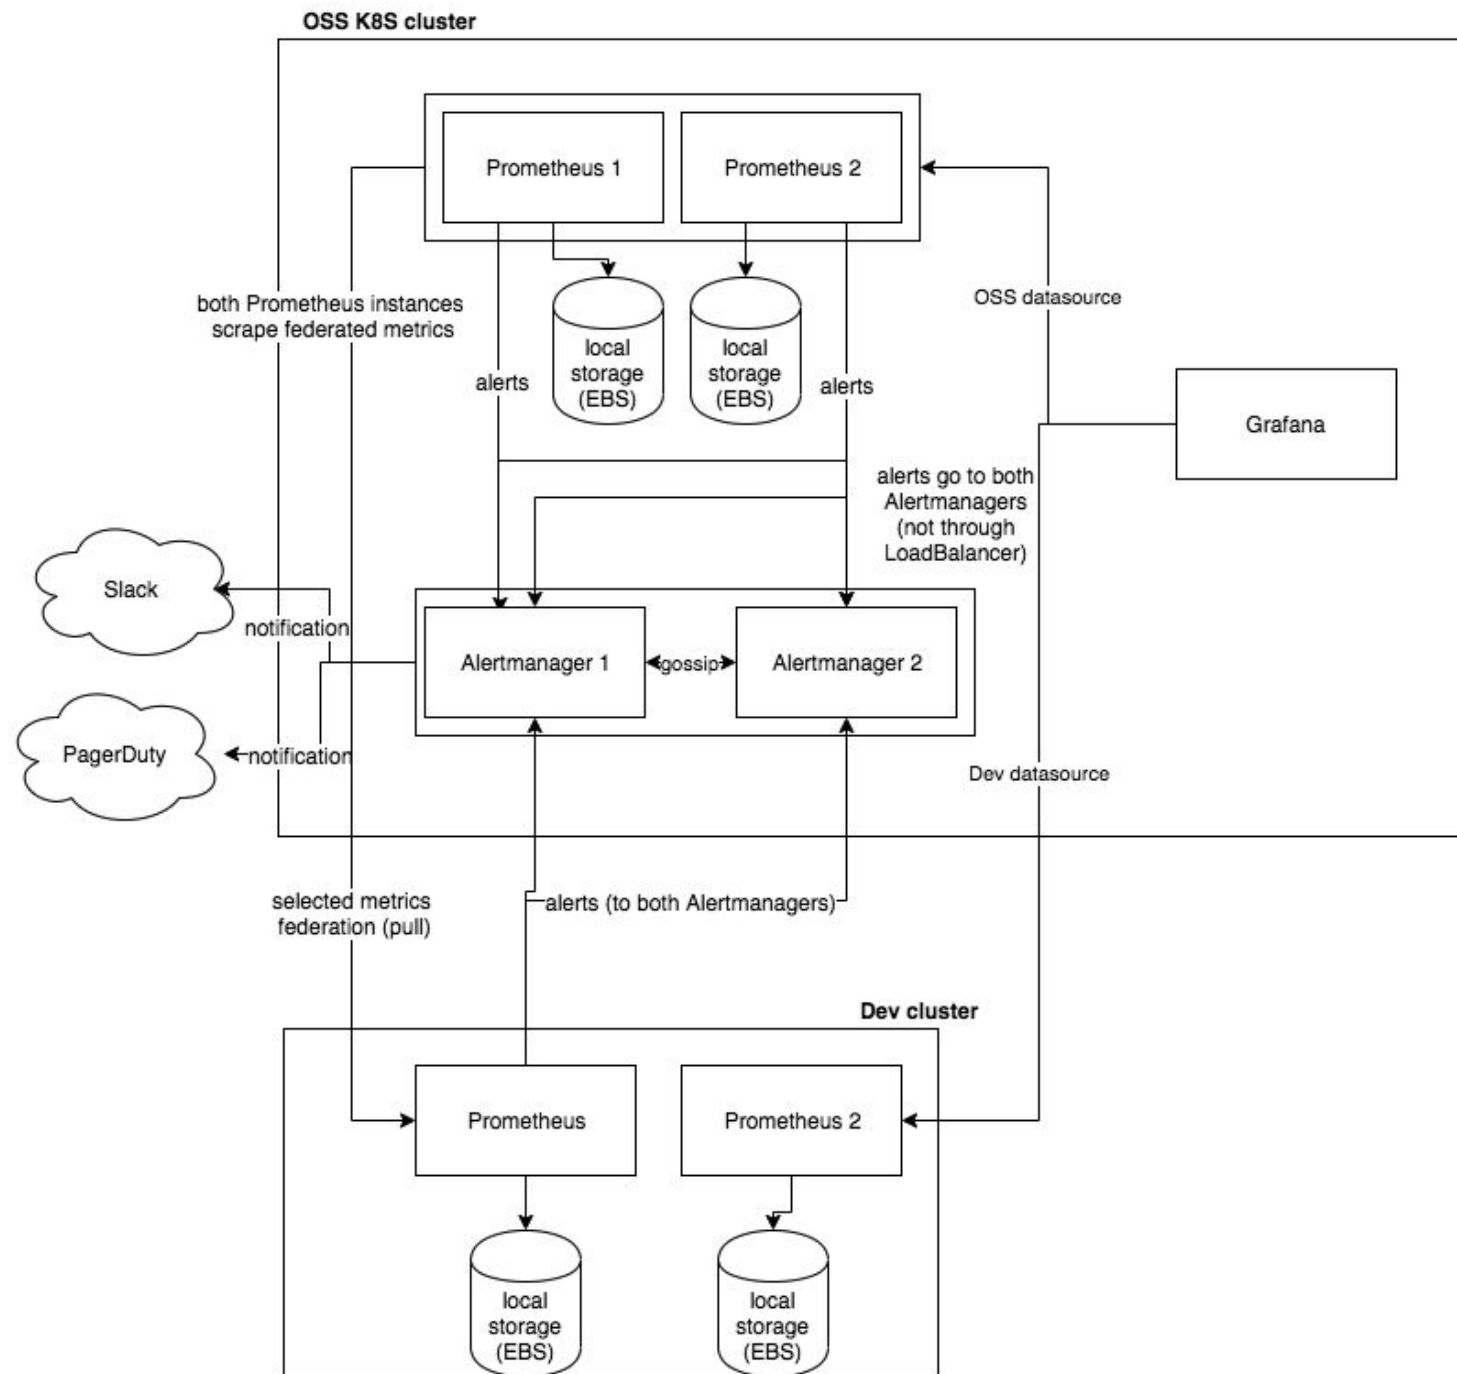 OSS K8S cluster
Prometheus 1
Prometheus 2
both Prometheus instances
scrape federated metrics
OSS datasource
local
storage
(EBS)
local
storage
(EBS)
alerts
alerts
Grafana
alerts go to both
Alertmanagers
(not through
LoadBalancer)
Slack
notification
Alertmanager 1
gossip
Alertmanager 2
PagerDuty
notification
Dev datasource
selected metrics
federation (pull)
alerts (to both Alertmanagers)
Dev cluster
Prometheus
Prometheus 2
local
storage
(EBS)
local
storage
(EBS)